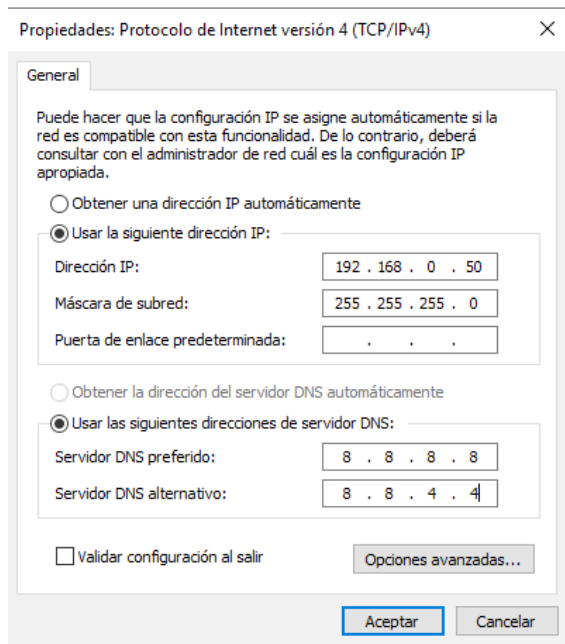 Propiedades: Protocolo de Internet versión 4 (TCP/IPv4)
General
Puede hacer que la configuración IP se asigne automáticamente si la
red es compatible con esta funcionalidad. De lo contrario, deberá
consultar con el administrador de red cuál es la configuración IP
apropiada.
Obtener una dirección IP automáticamente
Usar la siguiente dirección IP:
Dirección IP: 192 . 168 . 0 . 50
Máscara de subred: 255 . 255 . 255 . 0
Puerta de enlace predeterminada: . . .
Obtener la dirección del servidor DNS automáticamente
Usar las siguientes direcciones de servidor DNS:
Servidor DNS preferido: 8 . 8 . 8 . 8
Servidor DNS alternativo: 8 . 8 . 4 . 4
Validar configuración al salir Opciones avanzadas...
Aceptar Cancelar